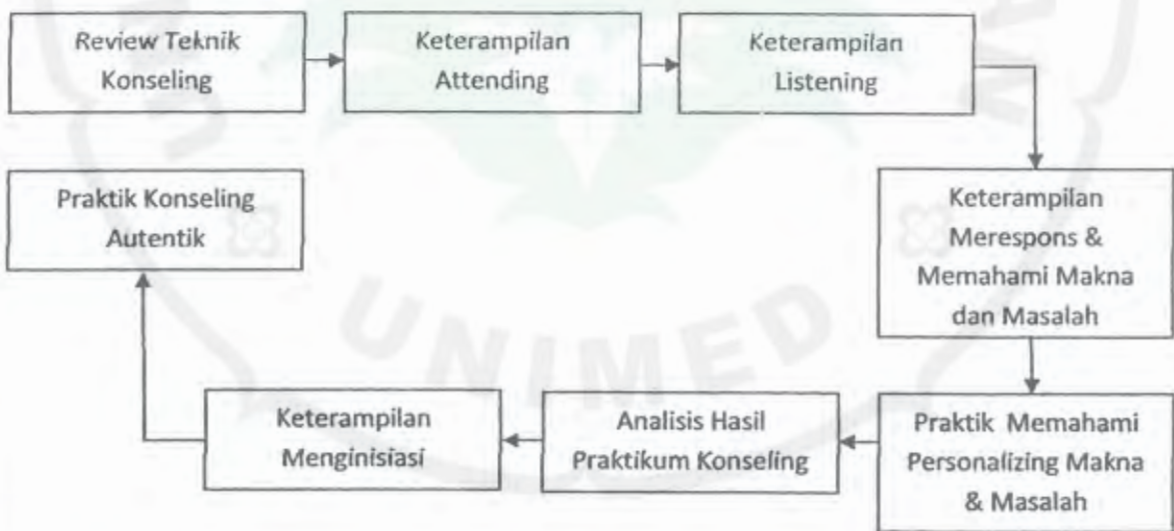 Review Teknik
Konseling
Keterampilan
Attending
Keterampilan
Listening
Keterampilan
Merespons &
Memahami Makna
dan Masalah
Praktik Memahami
Personalizing Makna
& Masalah
Analisis Hasil
Praktikum Konseling
Keterampilan
Menginisiasi
Praktik Konseling
Autentik
UNIMED